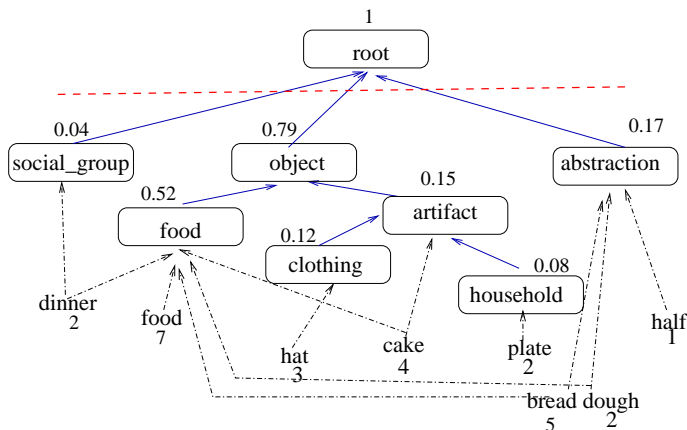 1
root
0.04
0.79
0.17
social_group
object
abstraction
0.52
0.15
food
artifact
0.12
clothing
0.08
household
dinner
2
food
7
hat
3
cake
4
plate
2
half
1
bread dough
5
2